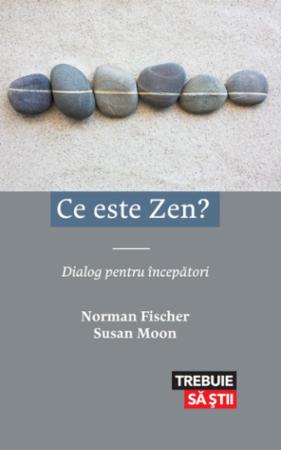 Ce este Zen?
Dialog pentru începători
Norman Fischer
Susan Moon
TREBUIE
SĂ ȘTII